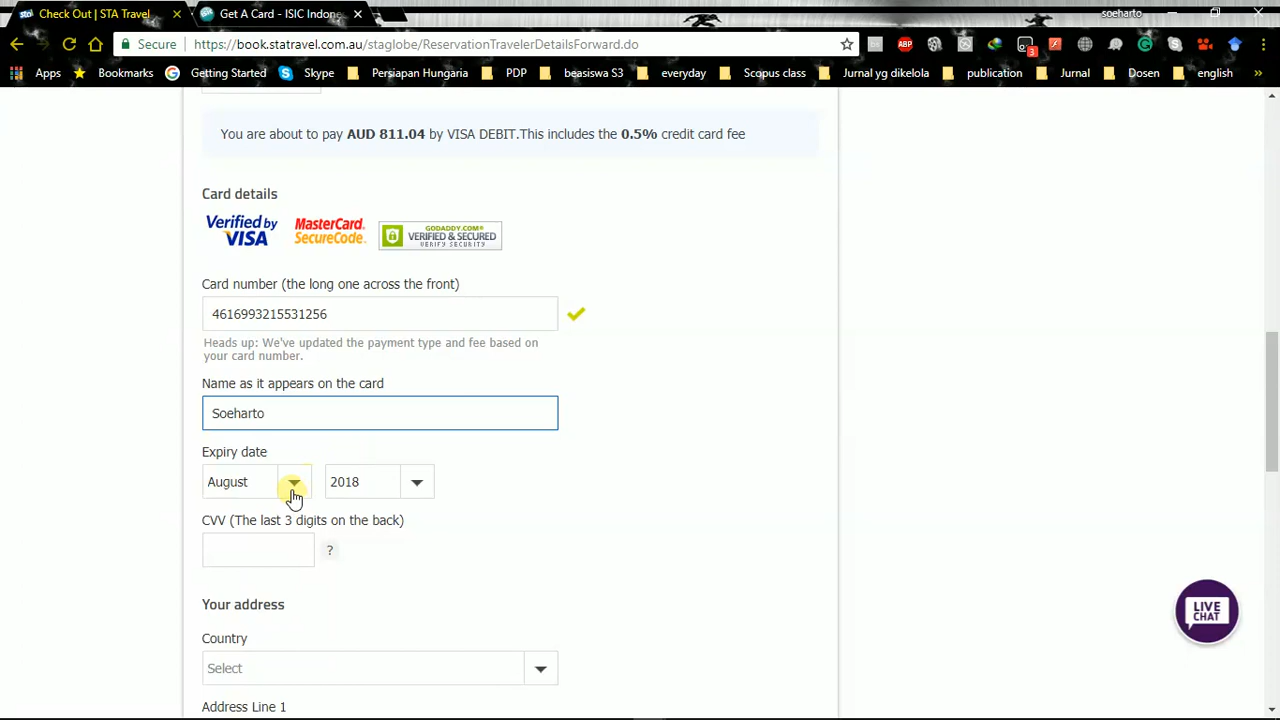 Check Out | STA Travel
Get A Card - ISIC Indone
soeharto
Secure
https://book.statravel.com.au/staglobe/ReservationTravelerDetailsForward.do
ABP
3
Apps Bookmarks Getting Started Skype Persiapan Hungaria PDP beasiswa S3 everyday Scopus class Jurnal yg dikelola publication Jurnal Dosen english »
You are about to pay AUD 811.04 by VISA DEBIT.This includes the 0.5% credit card fee
Card details
Verified by
VISA
MasterCard.
SecureCode.
GODADDY.COM®
VERIFIED & SECURED
VERIFY SECURITY
Card number (the long one across the front)
4616993215531256
Heads up: We've updated the payment type and fee based on
your card number.
Name as it appears on the card
Soeharto
Expiry date
August 2018
CVV (The last 3 digits on the back)
?
Your address
Country
Select
Address Line 1
LIVE
CHAT